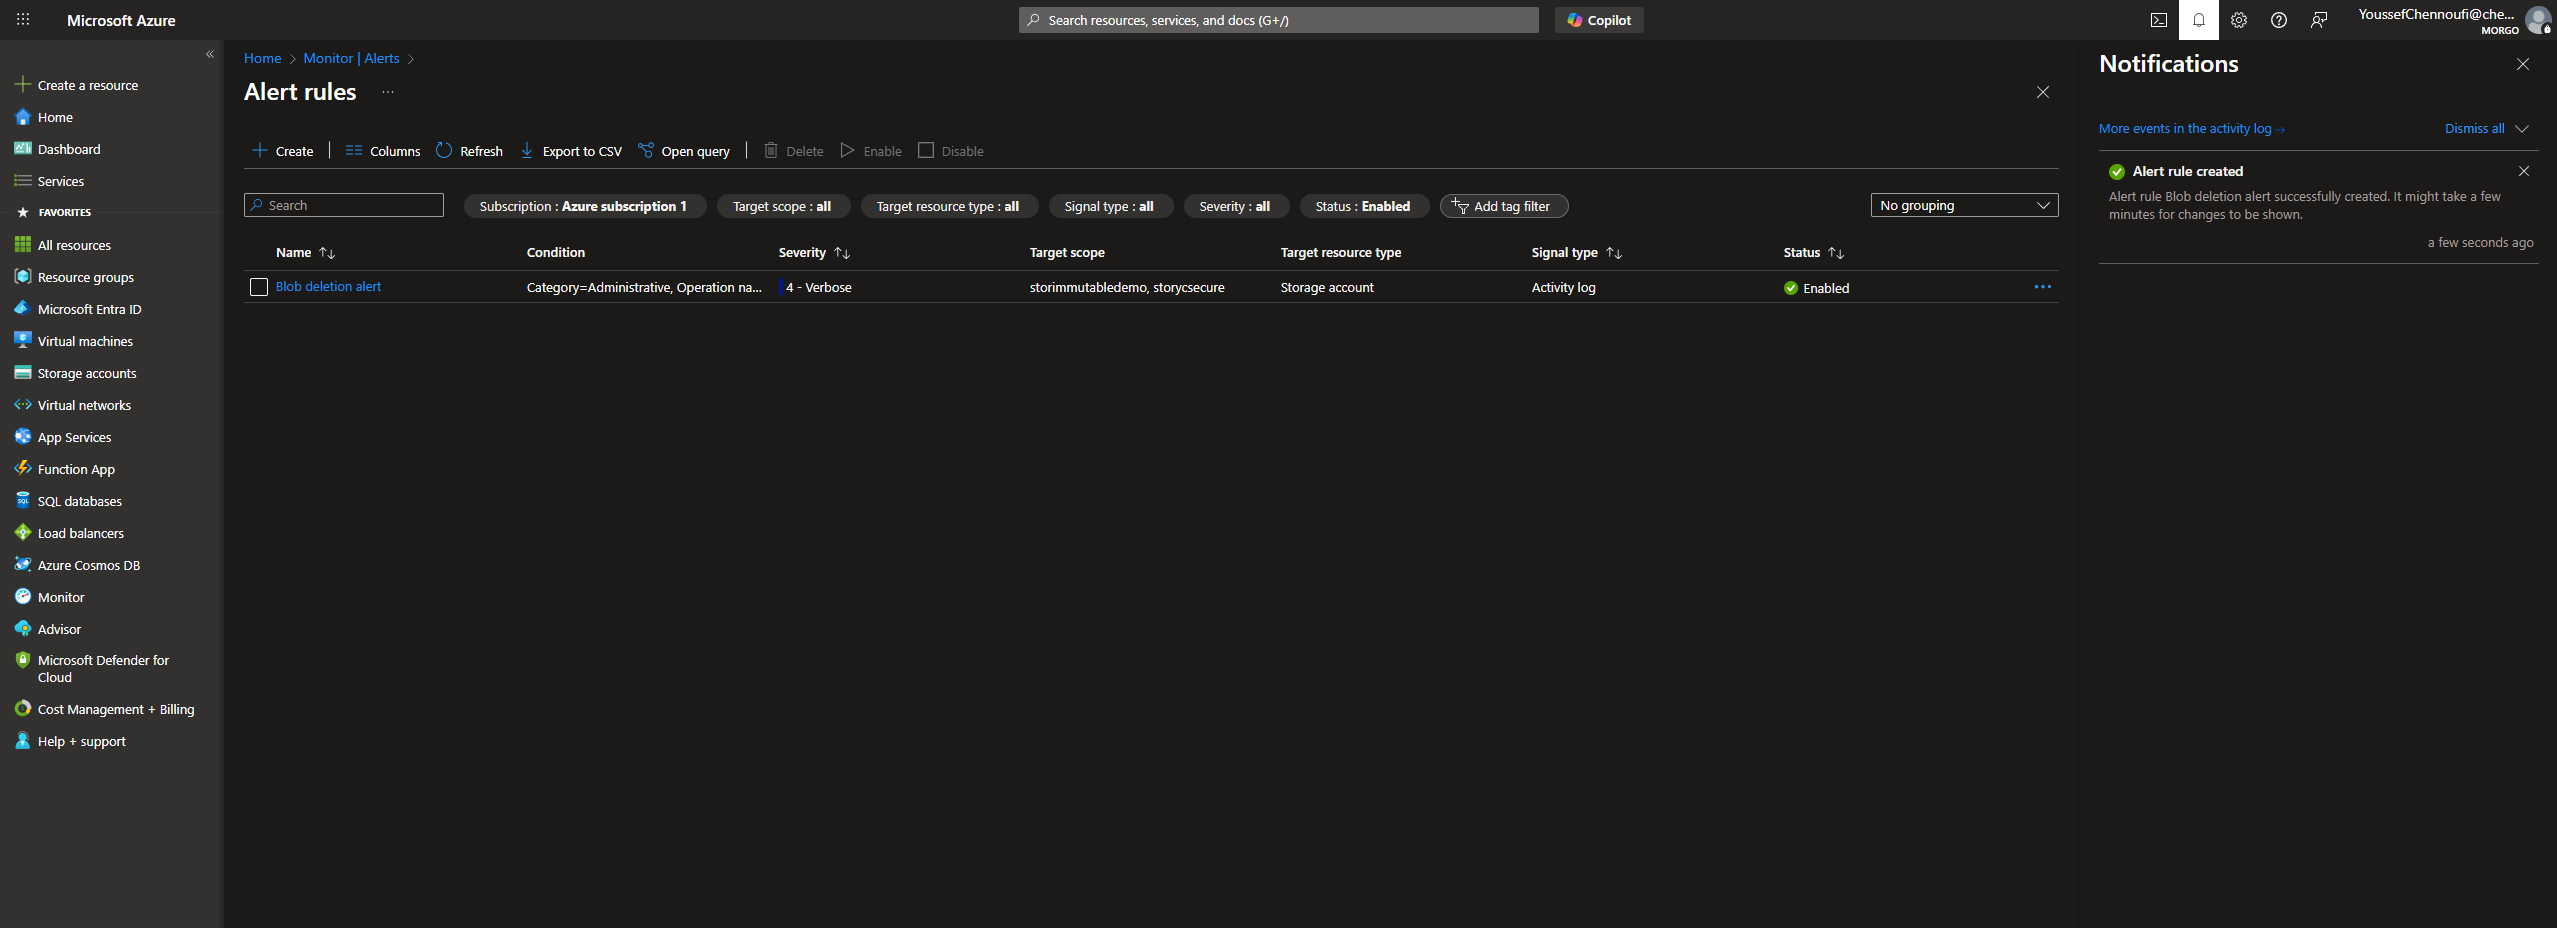 Microsoft Azure
Search resources, services, and docs (G+/)
Copilot
YoussefChennoufi@che...
MORGO
Create a resource
Home
Dashboard
Services
FAVORITES
All resources
Resource groups
Microsoft Entra ID
Virtual machines
Storage accounts
Virtual networks
App Services
Function App
SQL databases
Load balancers
Azure Cosmos DB
Monitor
Advisor
Microsoft Defender for
Cloud
Cost Management + Billing
Help + support
Home > Monitor | Alerts >
Alert rules ...
Create Columns Refresh Export to CSV Open query Delete Enable Disable
Search
Subscription : Azure subscription 1 Target scope : all Target resource type : all Signal type : all Severity : all Status : Enabled Add tag filter No grouping
Name Condition Severity Target scope Target resource type Signal type Status
Blob deletion alert Category=Administrative, Operation na... 4 - Verbose storimmutabledemo, storycsecure Storage account Activity log Enabled
Notifications
More events in the activity log → Dismiss all
Alert rule created
Alert rule Blob deletion alert successfully created. It might take a few
minutes for changes to be shown.
a few seconds ago